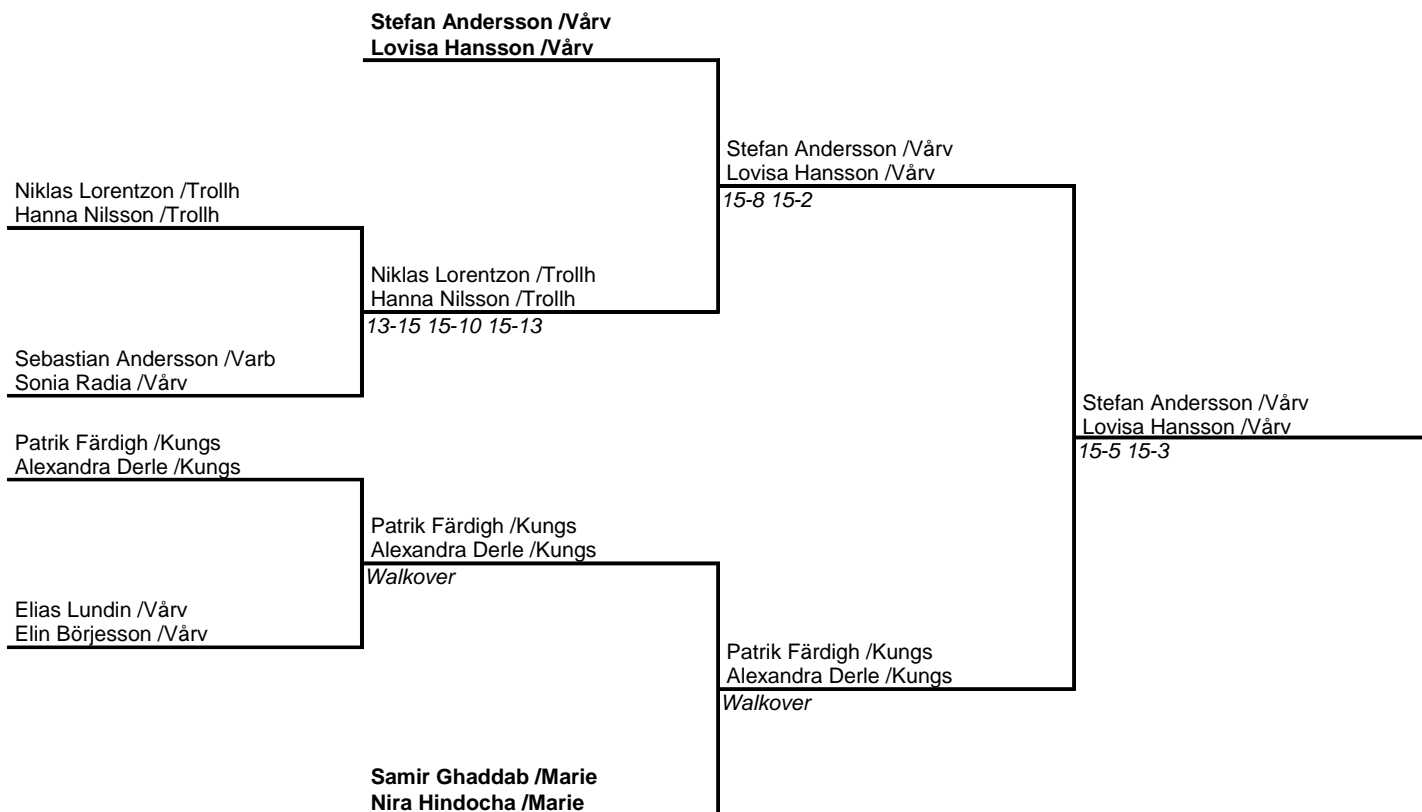 Stefan Andersson /Vårv
Lovisa Hansson /Vårv
Stefan Andersson /Vårv
Lovisa Hansson /Vårv
15-8 15-2
Niklas Lorentzon /Trollh
Hanna Nilsson /Trollh
Niklas Lorentzon /Trollh
Hanna Nilsson /Trollh
13-15 15-10 15-13
Sebastian Andersson /Varb
Sonia Radia /Vårv
Stefan Andersson /Vårv
Lovisa Hansson /Vårv
15-5 15-3
Patrik Färdigh /Kungs
Alexandra Derle /Kungs
Patrik Färdigh /Kungs
Alexandra Derle /Kungs
Walkover
Elias Lundin /Vårv
Elin Börjesson /Vårv
Patrik Färdigh /Kungs
Alexandra Derle /Kungs
Walkover
Samir Ghaddab /Marie
Nira Hindocha /Marie